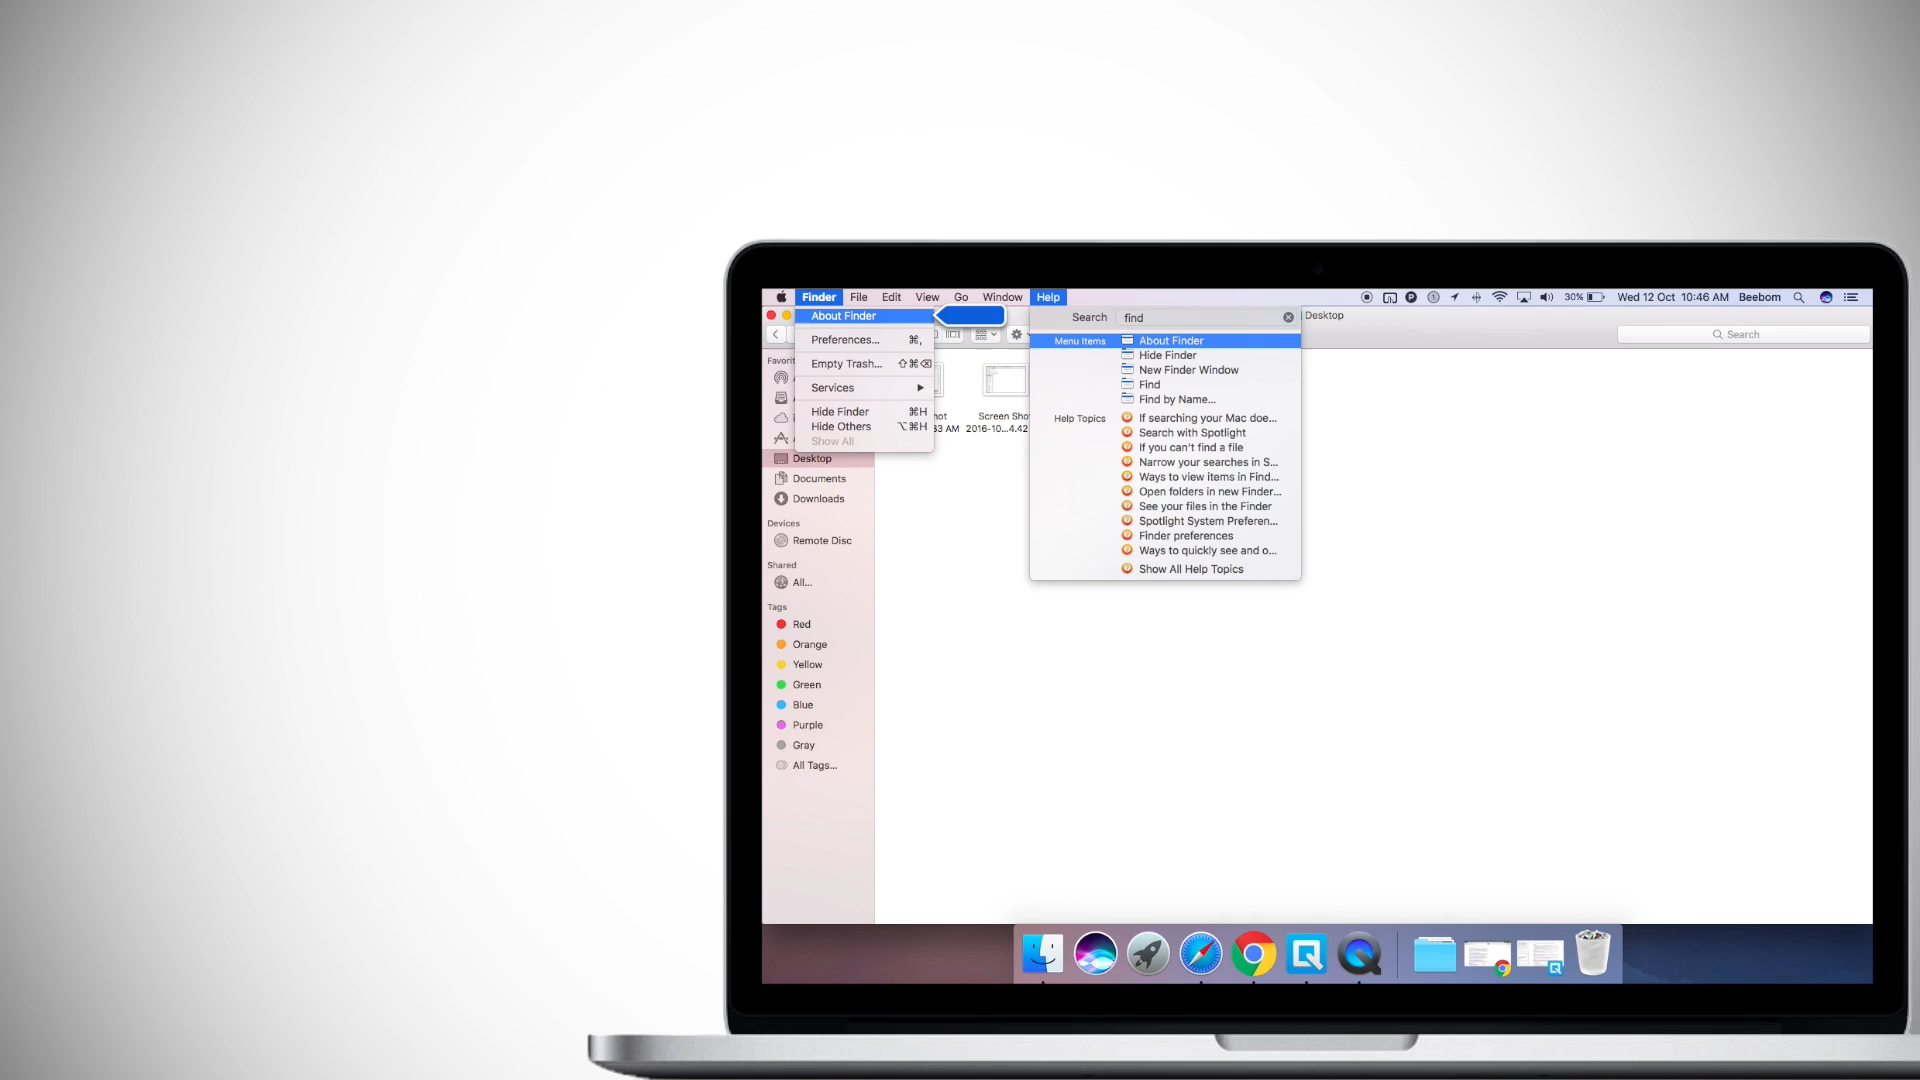 Finder File Edit View Go Window Help
30% Wed 12 Oct 10:46 AM Beebom
About Finder
Preferences... ⌘,
Empty Trash... ⇧⌘⌫
Services
Hide Finder ⌘H
Hide Others ⌥⌘H
Show All
Search find
Menu Items About Finder
Hide Finder
New Finder Window
Find
Find by Name...
Help Topics If searching your Mac doe...
Search with Spotlight
If you can't find a file
Narrow your searches in S...
Ways to view items in Find...
Open folders in new Finder...
See your files in the Finder
Spotlight System Preferen...
Finder preferences
Ways to quickly see and o...
Show All Help Topics
Desktop
Search
Screen Sho
2016-10...4.42
hot
33 AM
Favorit
Desktop
Documents
Downloads
Devices
Remote Disc
Shared
All...
Tags
Red
Orange
Yellow
Green
Blue
Purple
Gray
All Tags...